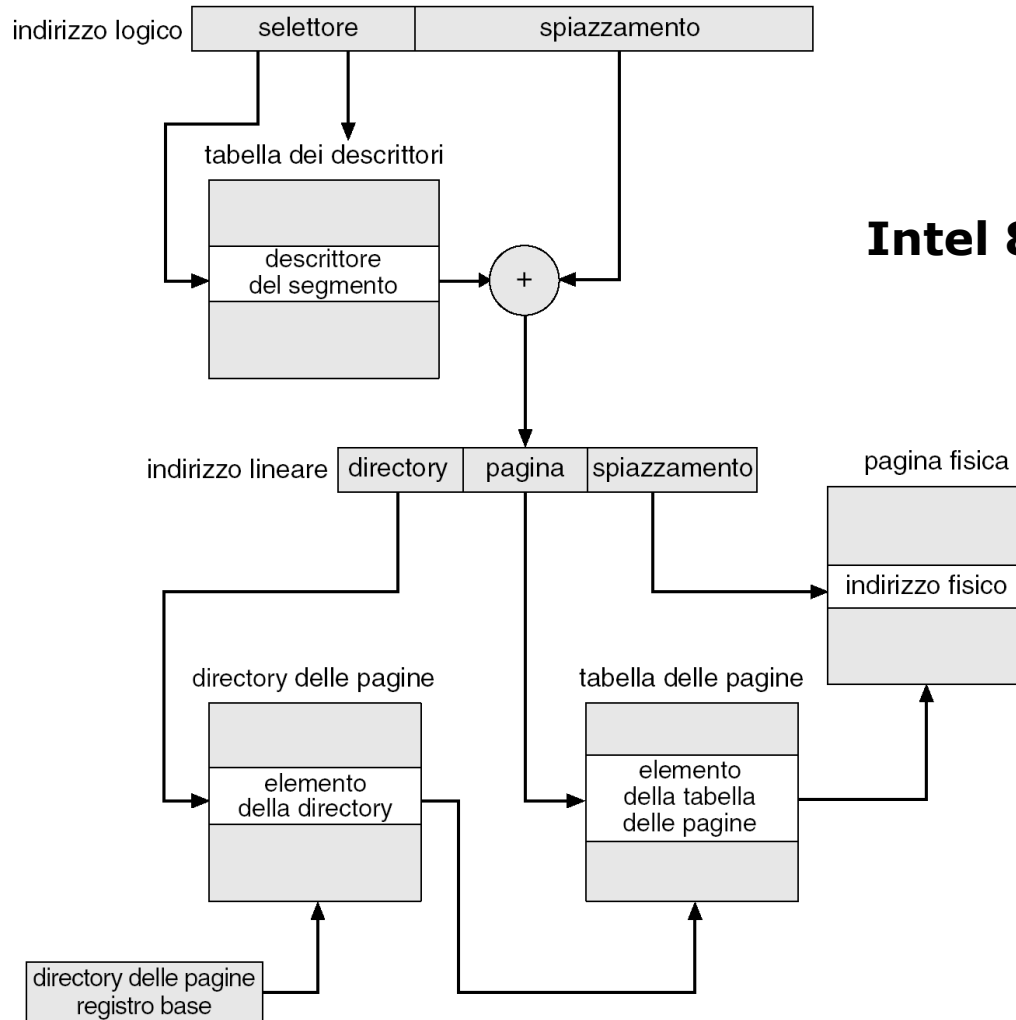 indirizzo logico
selettore
spiazzamento
tabella dei descrittori
descrittore
del segmento
+
Intel 8
indirizzo lineare
directory
pagina
spiazzamento
pagina fisica
indirizzo fisico
directory delle pagine
tabella delle pagine
elemento
della directory
elemento
della tabella
delle pagine
directory delle pagine
registro base